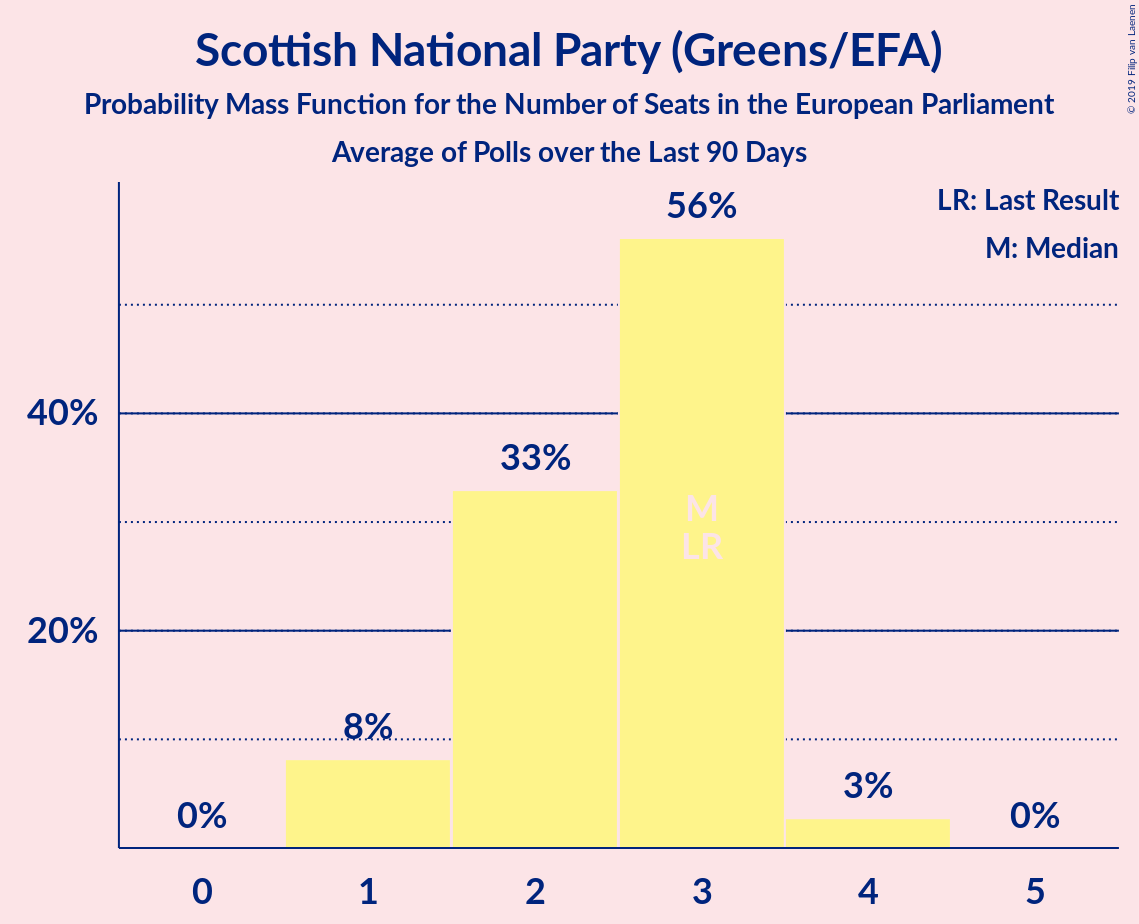 Scottish National Party (Greens/EFA)
Probability Mass Function for the Number of Seats in the European Parliament
Average of Polls over the Last 90 Days
© 2019 Filip van Laenen
LR: Last Result
M: Median
56%
40%
33%
M
LR
20%
8%
3%
0%
0%
0 1 2 3 4 5